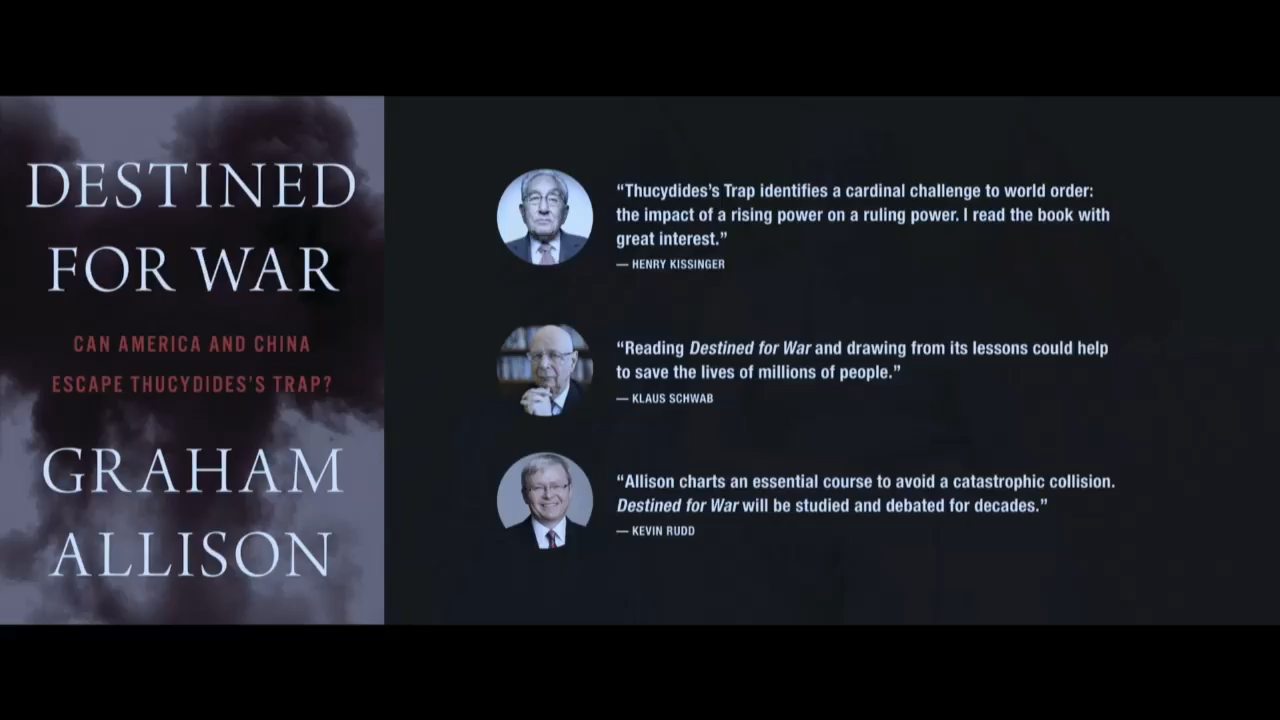 DESTINED
FOR WAR
CAN AMERICA AND CHINA
ESCAPE THUCYDIDES'S TRAP?
GRAHAM
ALLISON
“Thucydides’s Trap identifies a cardinal challenge to world order:
the impact of a rising power on a ruling power. I read the book with
great interest.”
— HENRY KISSINGER
“Reading Destined for War and drawing from its lessons could help
to save the lives of millions of people.”
— KLAUS SCHWAB
“Allison charts an essential course to avoid a catastrophic collision.
Destined for War will be studied and debated for decades.”
— KEVIN RUDD